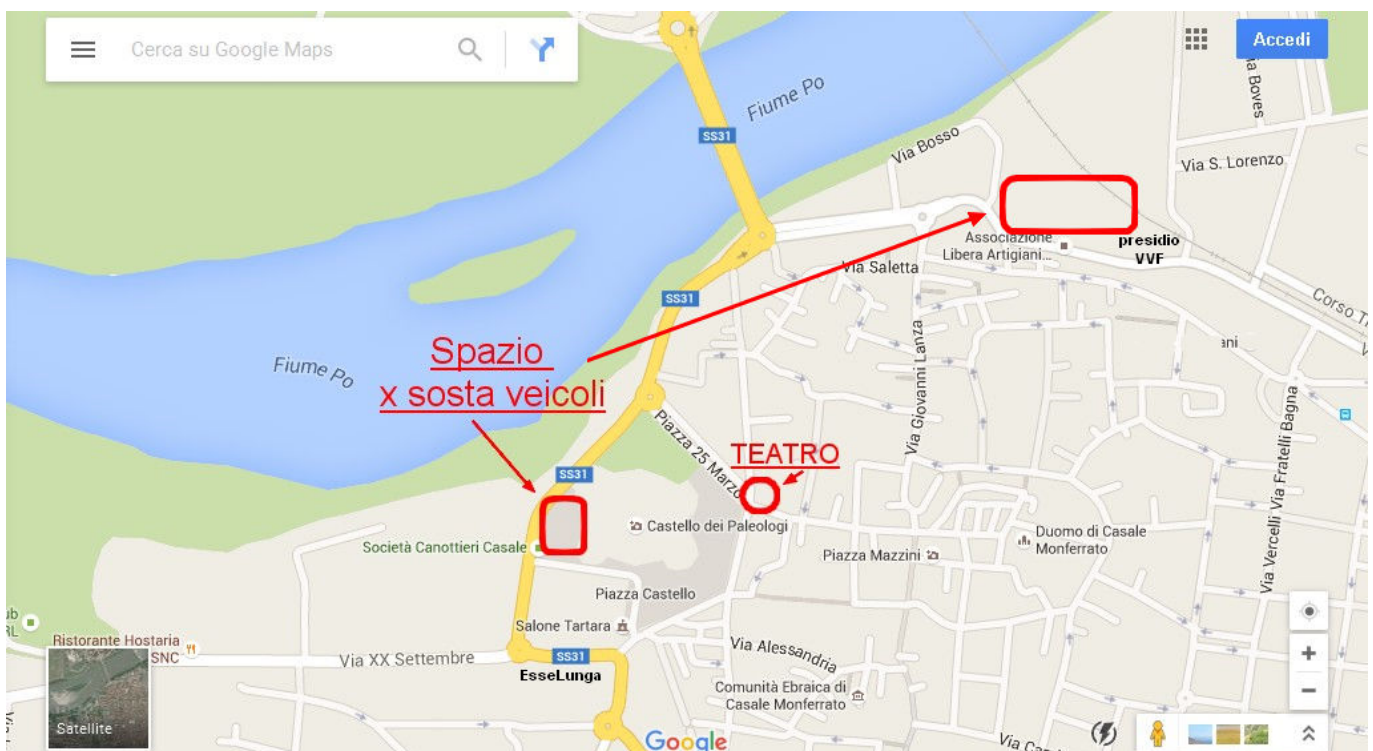 Cerca su Google Maps
Accedi
Via Boves
Fiume Po
SS31
Via Bosso
Via S. Lorenzo
Associazione
Libera Artigiani...
presidio
VVF
Via Saletta
SS31
Corso
Spazio
x sosta veicoli
Fiume Po
Via Giovanni Lanza
Piazza 25 Marzo
TEATRO
Via Vercelli Via Fratelli Bagna
SS31
Castello dei Paleologi
Duomo di Casale
Monferrato
Società Canottieri Casale
Piazza Mazzini
Piazza Castello
Salone Tartara
Ristorante Hostaria
SNC
Via XX Settembre
SS31
EsseLunga
Via Alessandria
Comunità Ebraica di
Casale Monferrato
Satellite
Google